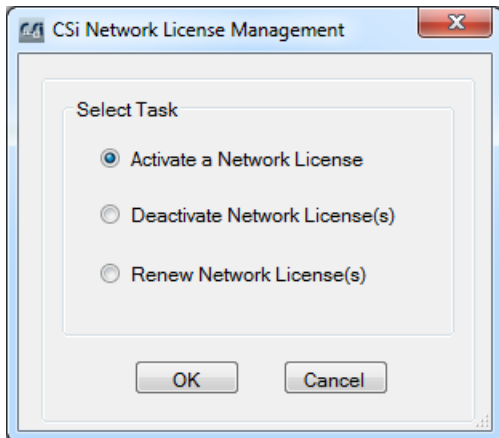 CSi Network License Management
Select Task
Activate a Network License
Deactivate Network License(s)
Renew Network License(s)
OK
Cancel